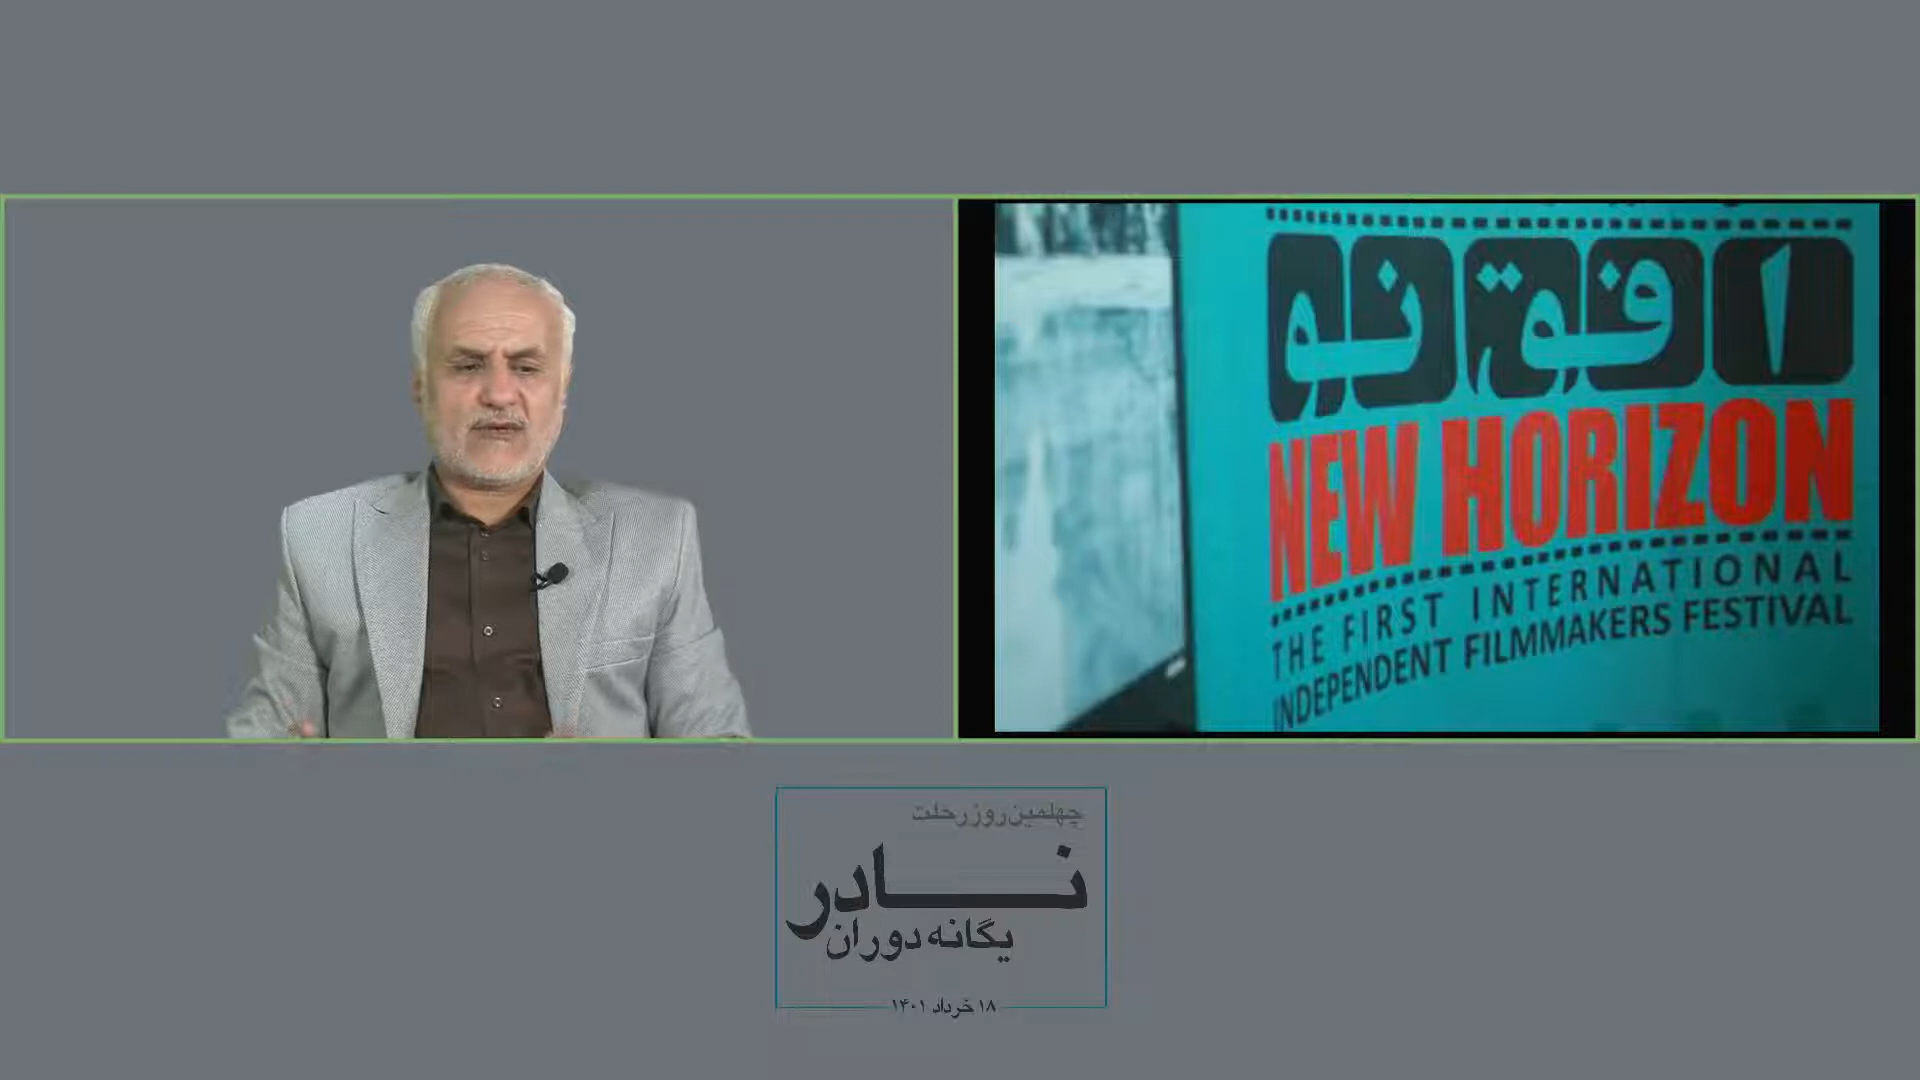 افق نو
NEW HORIZON
THE FIRST INTERNATIONAL
INDEPENDENT FILMMAKERS FESTIVAL
چهلمین روز رحلت
نادر
یگانه دوران
۱۸ خرداد ۱۴۰۱